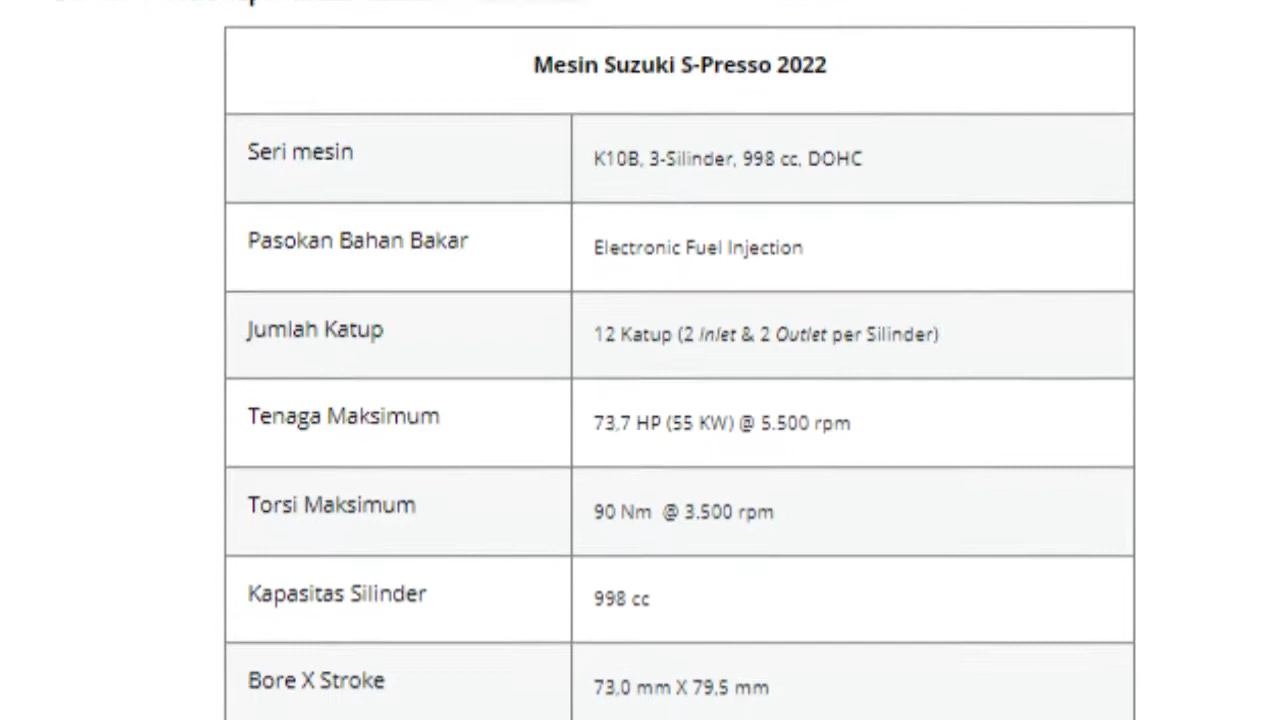 Mesin Suzuki S-Presso 2022
Seri mesin
K10B, 3-Silinder, 998 cc, DOHC
Pasokan Bahan Bakar
Electronic Fuel Injection
Jumlah Katup
12 Katup (2 Inlet & 2 Outlet per Silinder)
Tenaga Maksimum
73,7 HP (55 KW) @ 5.500 rpm
Torsi Maksimum
90 Nm @ 3.500 rpm
Kapasitas Silinder
998 cc
Bore X Stroke
73,0 mm X 79,5 mm